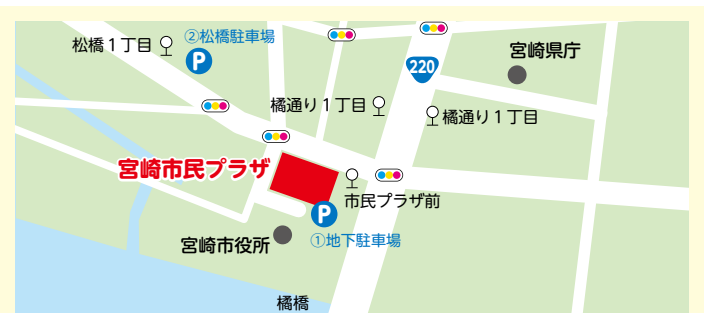 松橋1丁目
②松橋駐車場
P
220
宮崎県庁
橘通り1丁目
橘通り1丁目
宮崎市民プラザ
市民プラザ前
P
①地下駐車場
宮崎市役所
橘橋